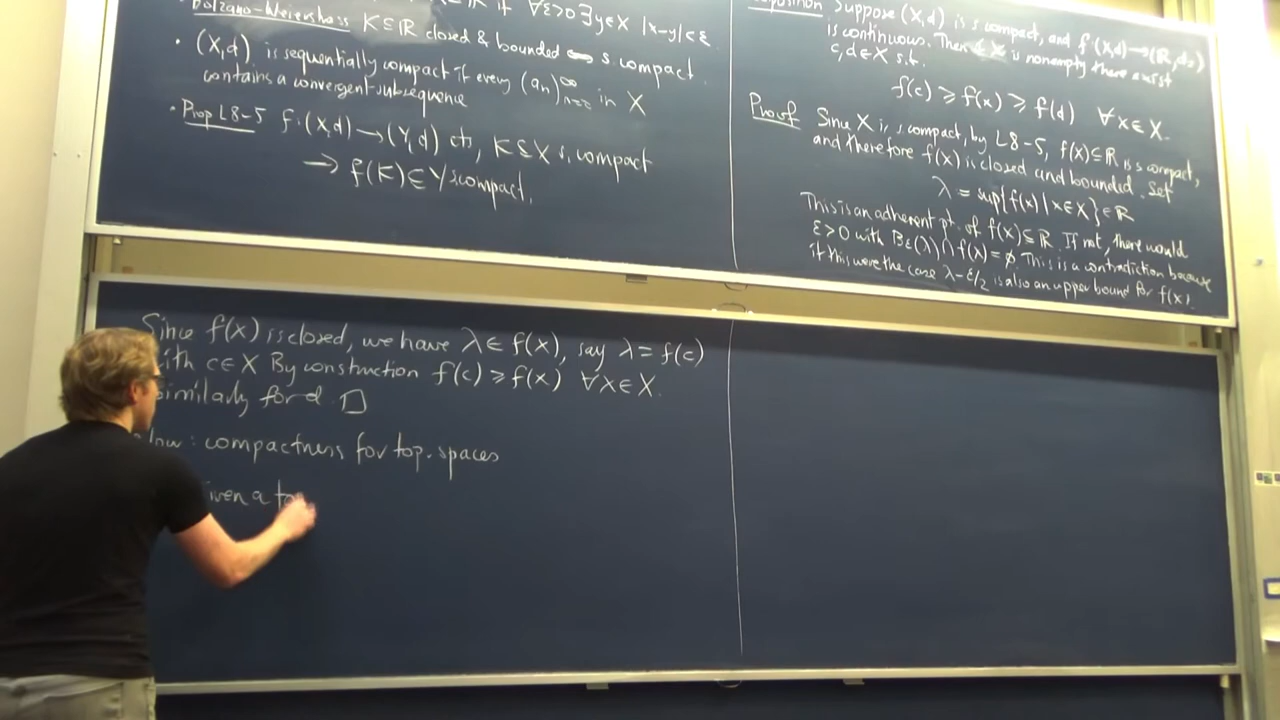 Bolzano-Weierstrass K⊆ℝ closed & bounded ⟺ s compact
if ∀ε>0 ∃y∈X |x-y|<ε
• (X,d) is sequentially compact if every (an)∞n=0 in X
contains a convergent subsequence
• Prop L8-5 f:(X,d)→(Y,d) cts, K⊆X s.compact
→ f(K)⊆Y s.compact.
Suppose (X,d) is s compact, and f:(X,d)→(ℝ,d)
is continuous. Then if X is nonempty there exist
c,d∈X s.t.
f(c) ⩾ f(x) ⩾ f(d) ∀x∈X.
Proof Since X is s.compact, by L8-5, f(X)⊆ℝ is s compact,
and therefore f(X) is closed and bounded. Set
λ = sup{f(x)|x∈X}∈ℝ
This is an adherent pt. of f(X)⊆ℝ. If not, there would
ε>0 with Bε(λ)∩f(X)=∅. This is a contradiction because
if this were the case λ-ε/2 is also an upper bound for f(X).
Since f(X) is closed, we have λ∈f(X), say λ=f(c)
with c∈X By construction f(c)⩾f(x) ∀x∈X.
Similarly for d □
Now: compactness for top. spaces
iven a to